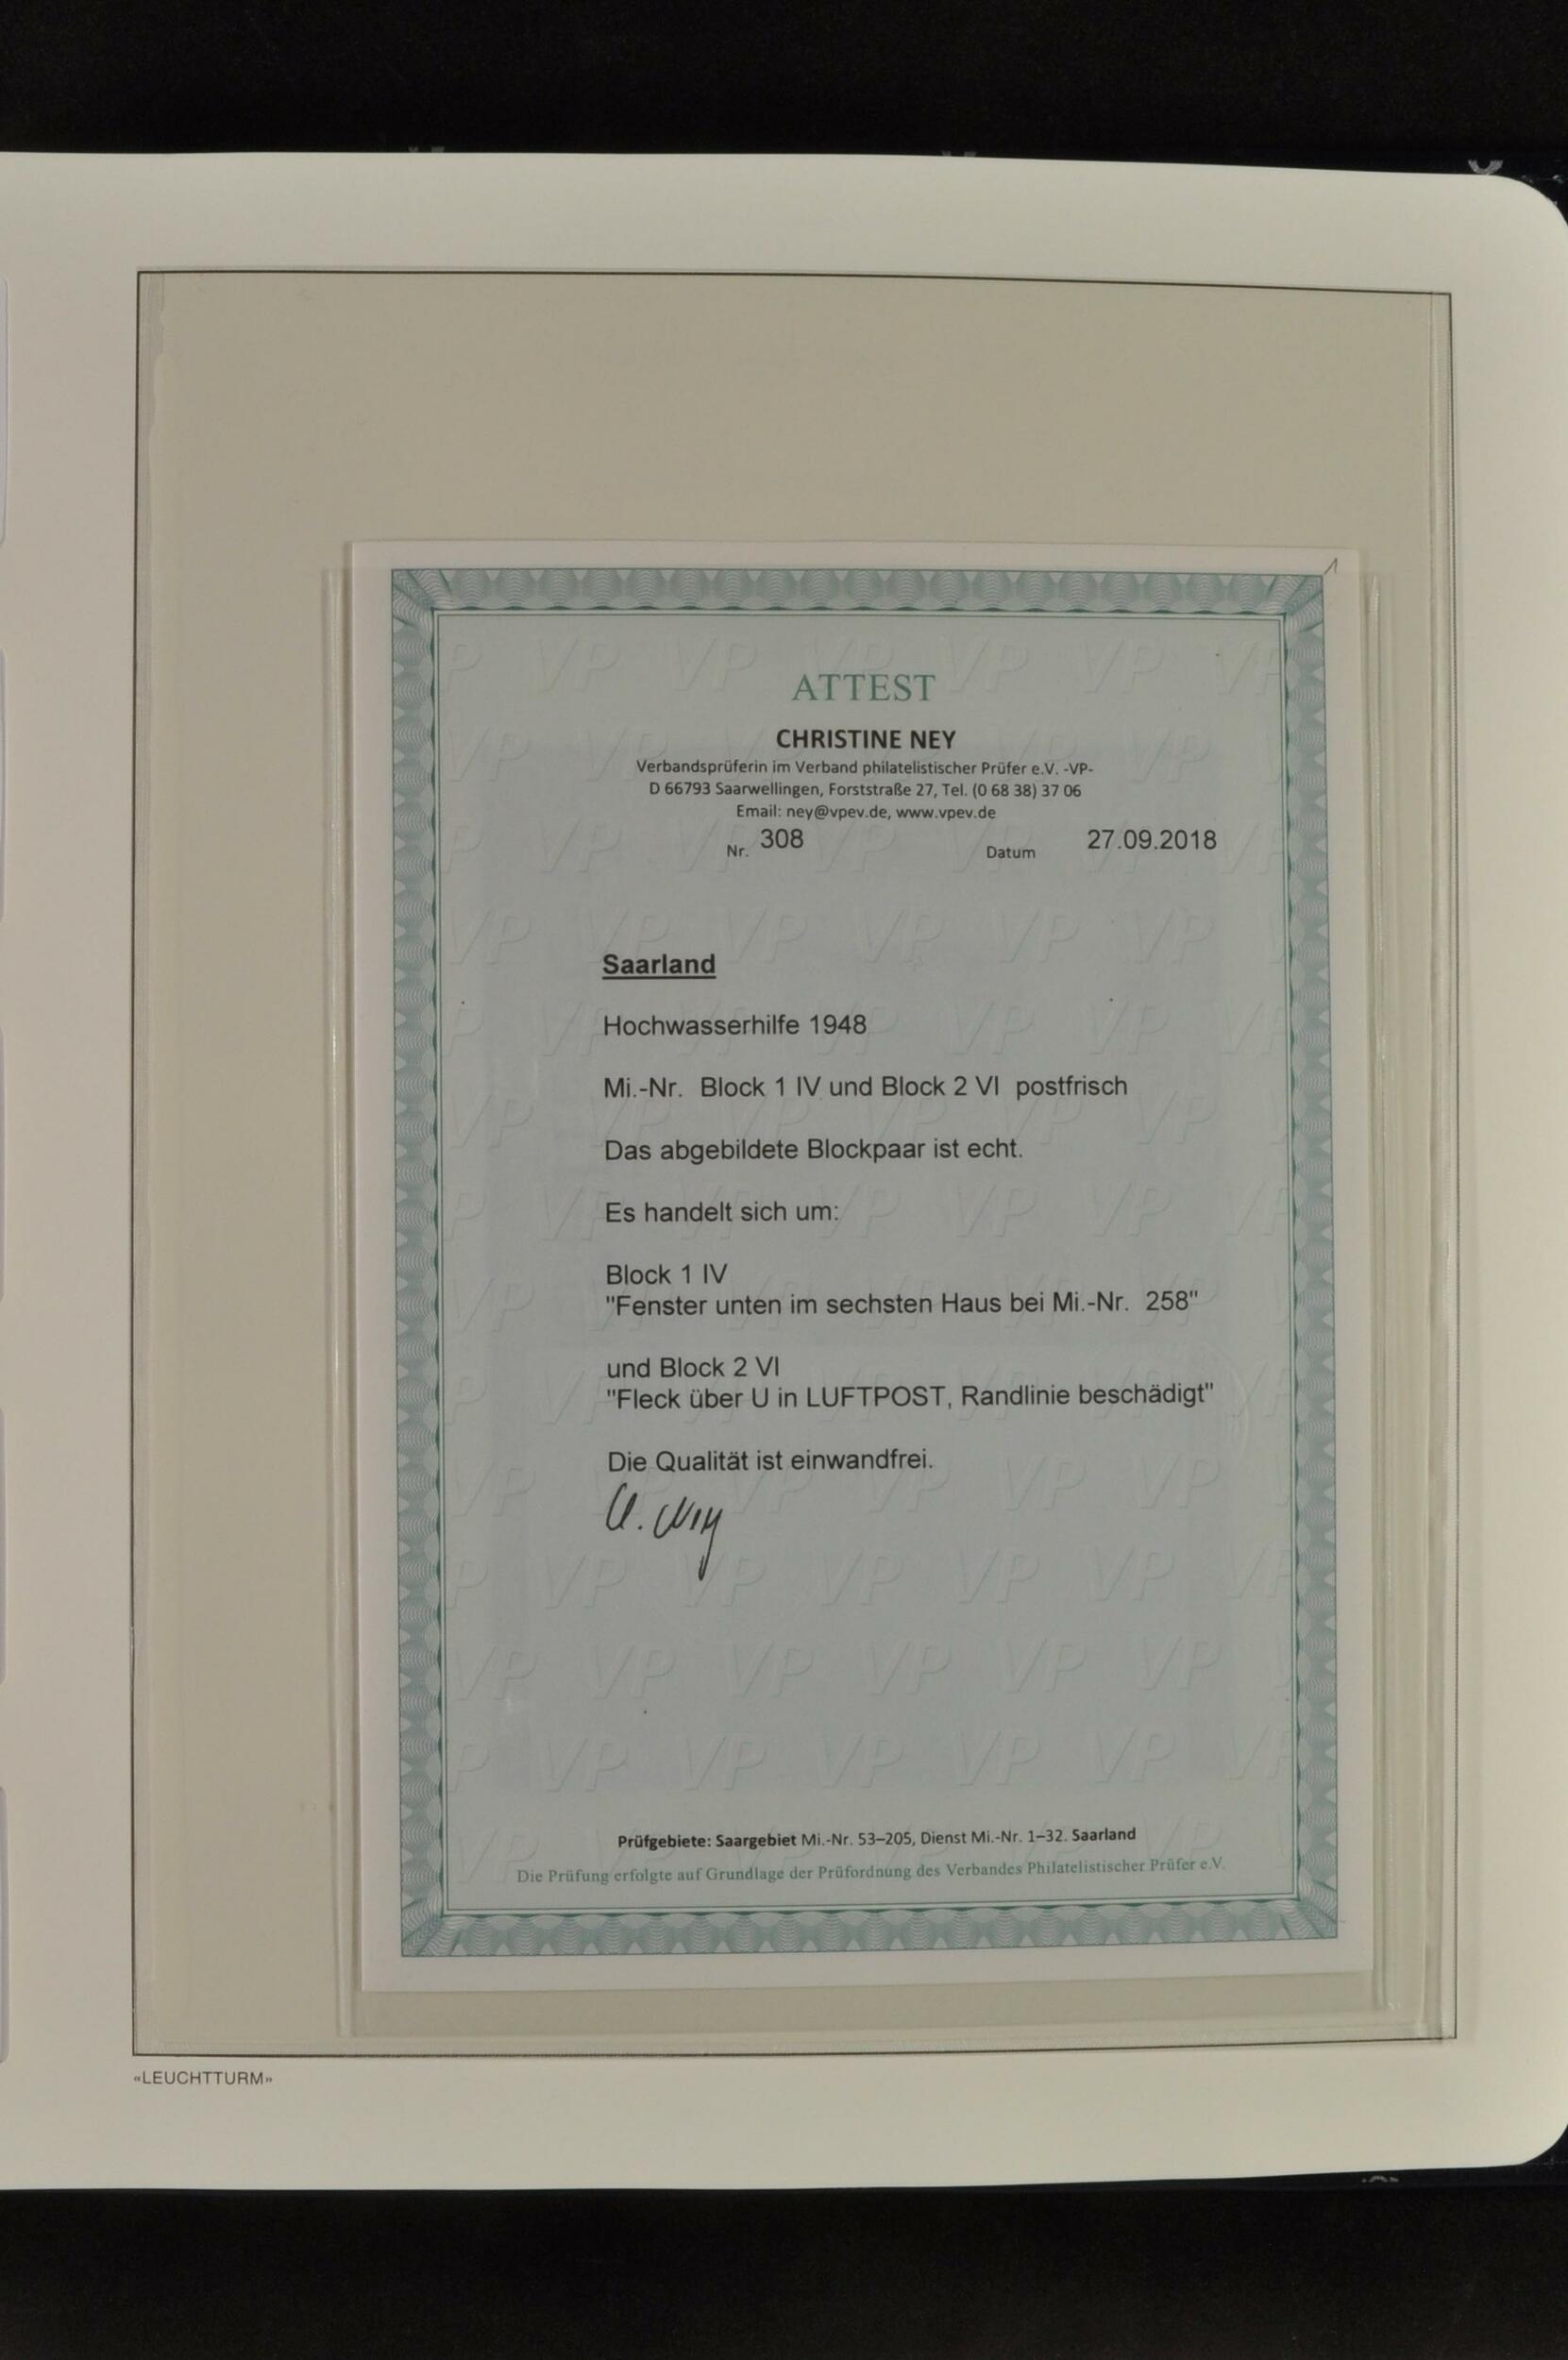 ATTEST
CHRISTINE NEY
Verbandsprüferin im Verband philatelistischer Prüfer e.V. -VP-
D 66793 Saarwellingen, Forststraße 27, Tel. (0 68 38) 37 06
Email: ney@vpev.de, www.vpev.de
Nr. 308 Datum 27.09.2018
Saarland
Hochwasserhilfe 1948
Mi.-Nr. Block 1 IV und Block 2 VI postfrisch
Das abgebildete Blockpaar ist echt.
Es handelt sich um:
Block 1 IV
"Fenster unten im sechsten Haus bei Mi.-Nr. 258"
und Block 2 VI
"Fleck über U in LUFTPOST, Randlinie beschädigt"
Die Qualität ist einwandfrei.
C. Ney
Prüfgebiete: Saargebiet Mi.-Nr. 53–205, Dienst Mi.-Nr. 1–32. Saarland
Die Prüfung erfolgte auf Grundlage der Prüfordnung des Verbandes Philatelistischer Prüfer e.V.
«LEUCHTTURM»